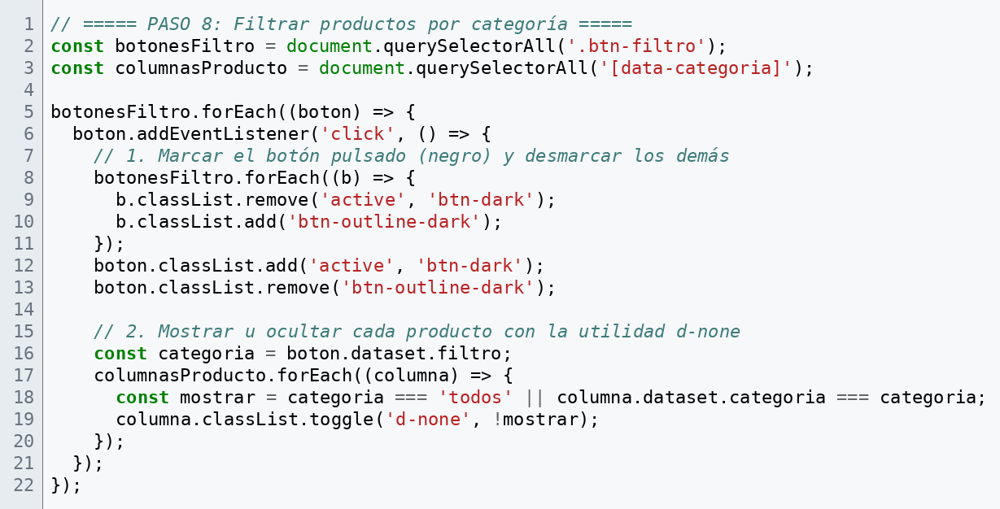 1 // ===== PASO 8: Filtrar productos por categoría =====
2 const botonesFiltro = document.querySelectorAll('.btn-filtro');
3 const columnasProducto = document.querySelectorAll('[data-categoria]');
4
5 botonesFiltro.forEach((boton) => {
6   boton.addEventListener('click', () => {
7     // 1. Marcar el botón pulsado (negro) y desmarcar los demás
8     botonesFiltro.forEach((b) => {
9       b.classList.remove('active', 'btn-dark');
10       b.classList.add('btn-outline-dark');
11     });
12     boton.classList.add('active', 'btn-dark');
13     boton.classList.remove('btn-outline-dark');
14
15     // 2. Mostrar u ocultar cada producto con la utilidad d-none
16     const categoria = boton.dataset.filtro;
17     columnasProducto.forEach((columna) => {
18       const mostrar = categoria === 'todos' || columna.dataset.categoria === categoria;
19       columna.classList.toggle('d-none', !mostrar);
20     });
21   });
22 });